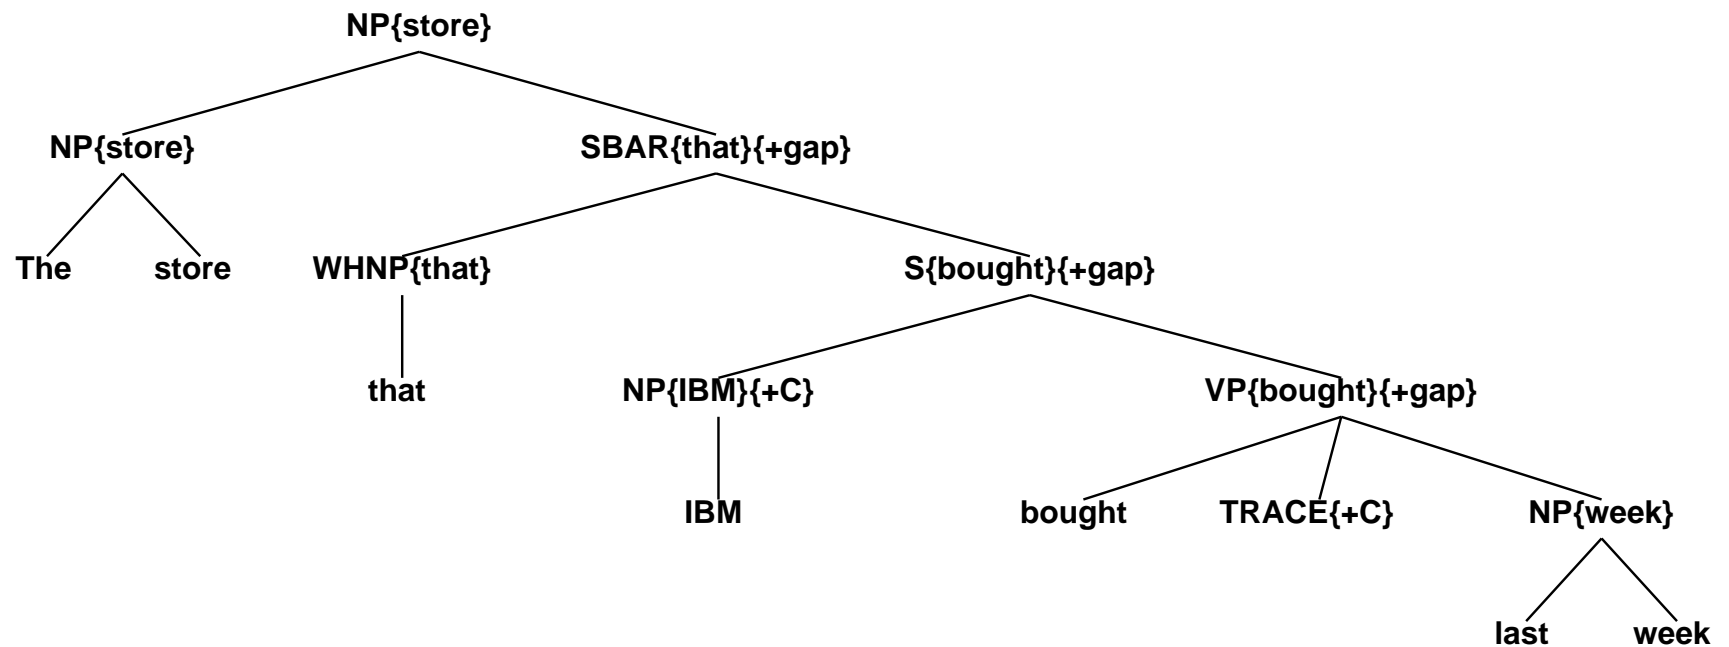 NP{store}
NP{store} SBAR{that}{+gap}
The store WHNP{that} S{bought}{+gap}
that NP{IBM}{+C} VP{bought}{+gap}
IBM bought TRACE{+C} NP{week}
last week